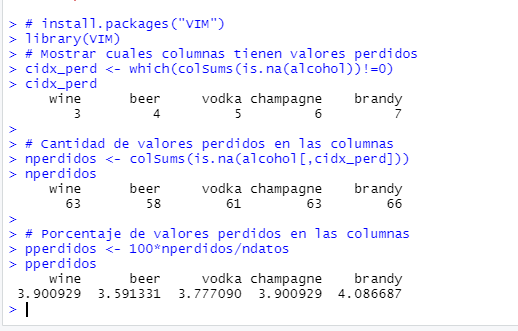 > # install.packages("VIM")
> library(VIM)
> # Mostrar cuales columnas tienen valores perdidos
> cidx_perd <- which(colSums(is.na(alcohol))!=0)
> cidx_perd
wine beer vodka champagne brandy
3 4 5 6 7
>
> # Cantidad de valores perdidos en las columnas
> nperdidos <- colSums(is.na(alcohol[,cidx_perd]))
> nperdidos
wine beer vodka champagne brandy
63 58 61 63 66
>
> # Porcentaje de valores perdidos en las columnas
> pperdidos <- 100*nperdidos/ndatos
> pperdidos
wine beer vodka champagne brandy
3.900929 3.591331 3.777090 3.900929 4.086687
>